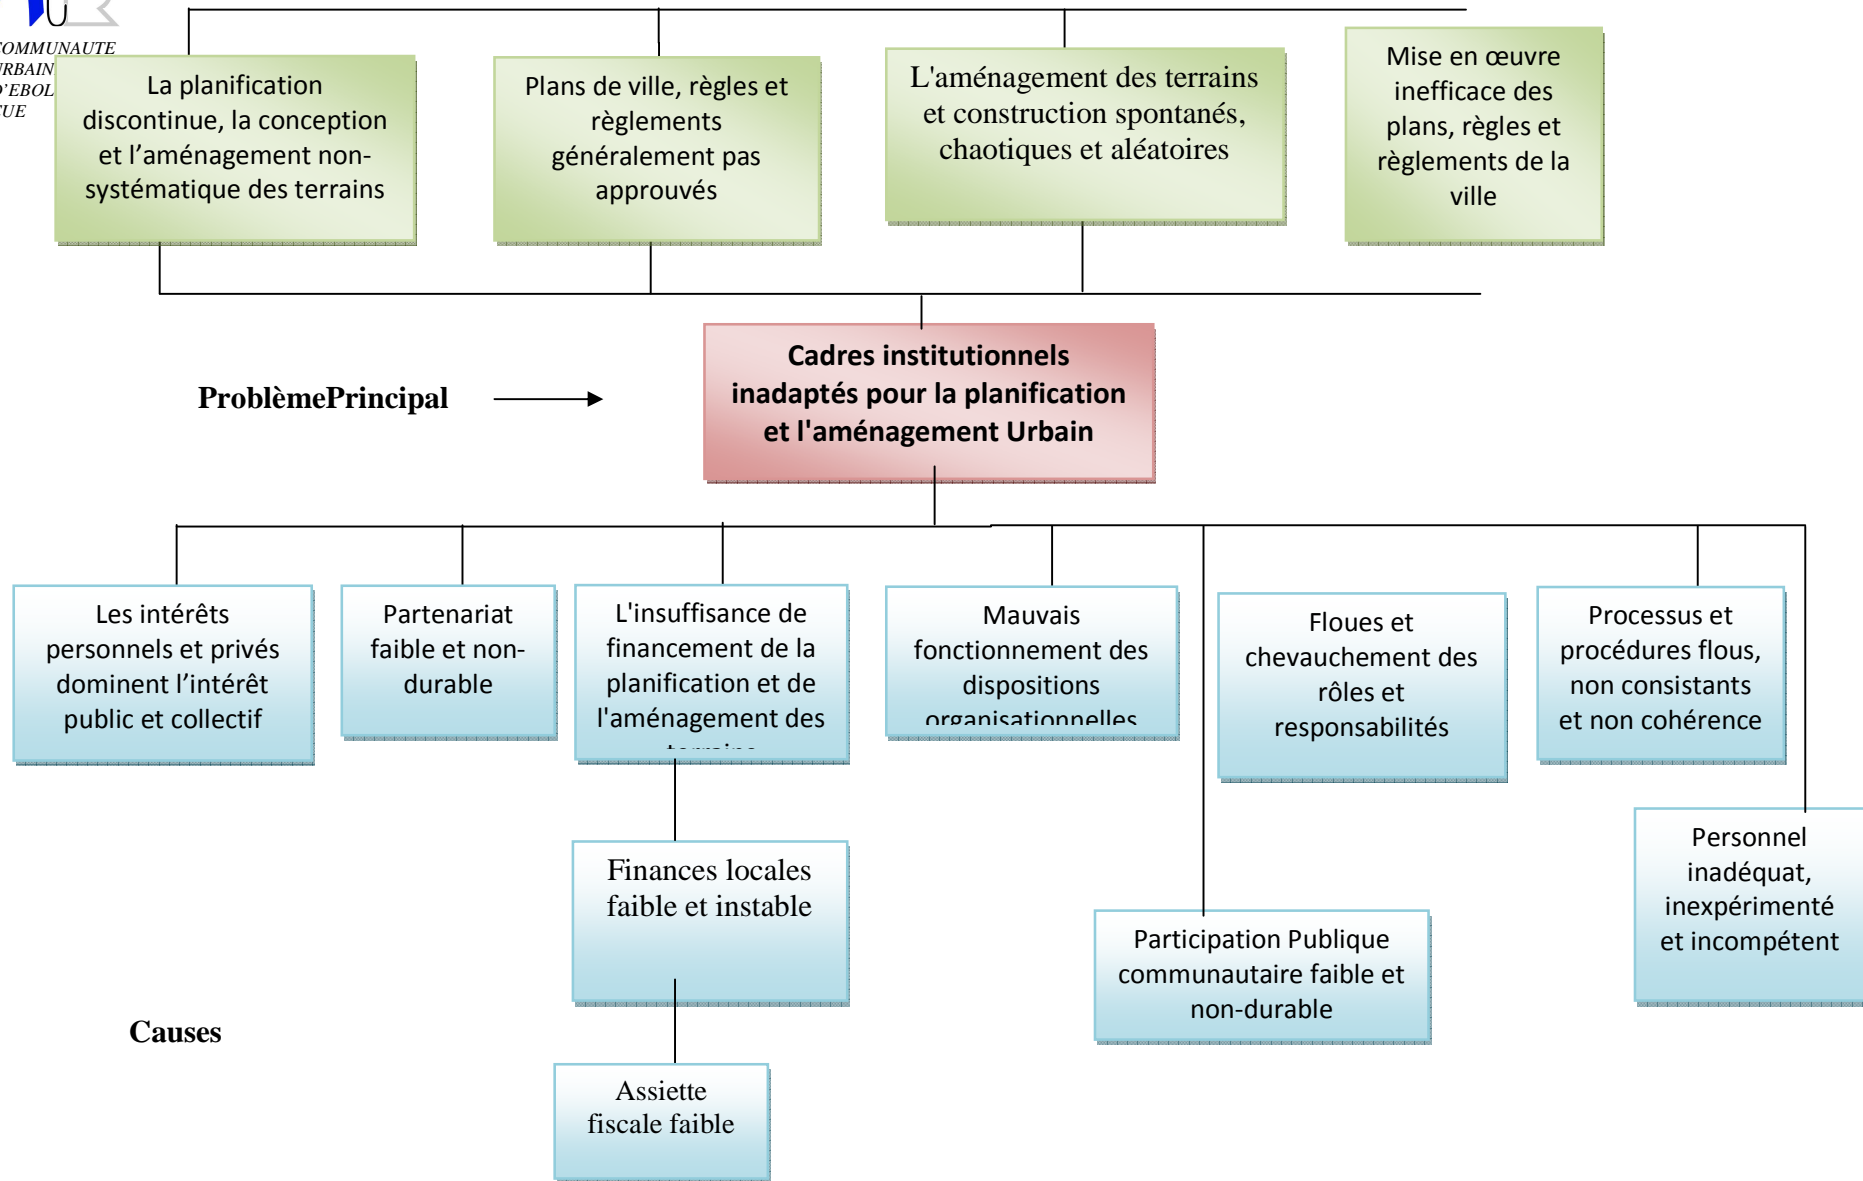 COMMUNAUTE
La planification
discontinue, la conception
et l’aménagement non-
systématique des terrains
Plans de ville, règles et
règlements
généralement pas
approuvés
L'aménagement des terrains
et construction spontanés,
chaotiques et aléatoires
Mise en œuvre
inefficace des
plans, règles et
règlements de la
ville
ProblèmePrincipal
Cadres institutionnels
inadaptés pour la planification
et l'aménagement Urbain
Les intérêts
personnels et privés
dominent l’intérêt
public et collectif
Partenariat
faible et non-
durable
L'insuffisance de
financement de la
planification et de
l'aménagement des
terrains
Mauvais
fonctionnement des
dispositions
organisationnelles
Floues et
chevauchement des
rôles et
responsabilités
Processus et
procédures flous,
non consistants
et non cohérence
Personnel
inadéquat,
inexpérimenté
et incompétent
Finances locales
faible et instable
Participation Publique
communautaire faible et
non-durable
Causes
Assiette
fiscale faible